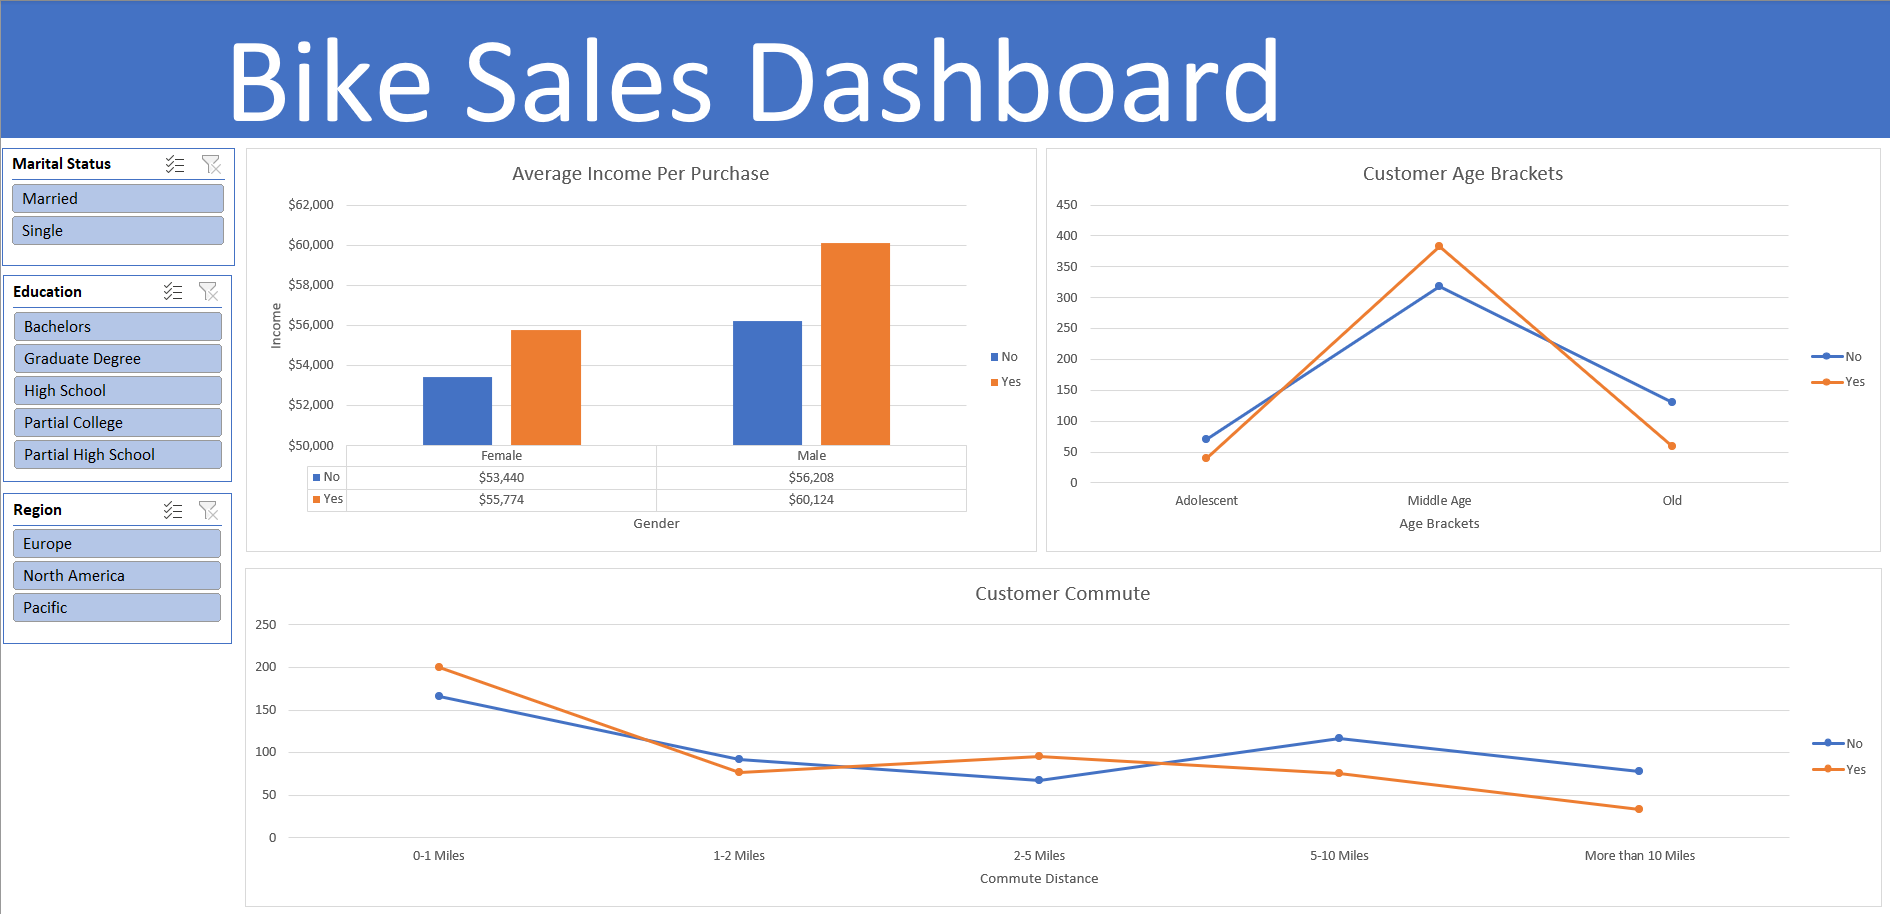 Bike Sales Dashboard
Marital Status
Married
Single
Education
Bachelors
Graduate Degree
High School
Partial College
Partial High School
Region
Europe
North America
Pacific
Average Income Per Purchase
$62,000
$60,000
$58,000
$56,000
$54,000
$52,000
$50,000
Income
Female Male
No $53,440 $56,208
Yes $55,774 $60,124
Gender
No
Yes
Customer Age Brackets
450
400
350
300
250
200
150
100
50
0
Adolescent Middle Age Old
Age Brackets
No
Yes
Customer Commute
250
200
150
100
50
0
0-1 Miles 1-2 Miles 2-5 Miles 5-10 Miles More than 10 Miles
Commute Distance
No
Yes